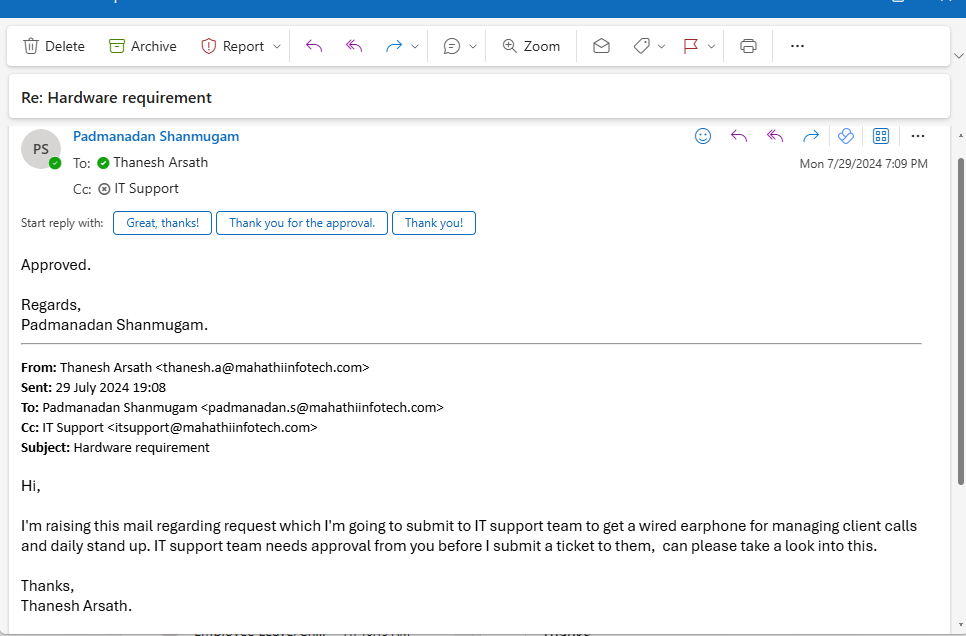 Delete Archive Report Zoom
Re: Hardware requirement
PS
Padmanadan Shanmugam
To: Thanesh Arsath
Mon 7/29/2024 7:09 PM
Cc: IT Support
Start reply with: Great, thanks! Thank you for the approval. Thank you!
Approved.
Regards,
Padmanadan Shanmugam.
From: Thanesh Arsath <thanesh.a@mahathiinfotech.com>
Sent: 29 July 2024 19:08
To: Padmanadan Shanmugam <padmanadan.s@mahathiinfotech.com>
Cc: IT Support <itsupport@mahathiinfotech.com>
Subject: Hardware requirement
Hi,
I'm raising this mail regarding request which I'm going to submit to IT support team to get a wired earphone for managing client calls
and daily stand up. IT support team needs approval from you before I submit a ticket to them,  can please take a look into this.
Thanks,
Thanesh Arsath.